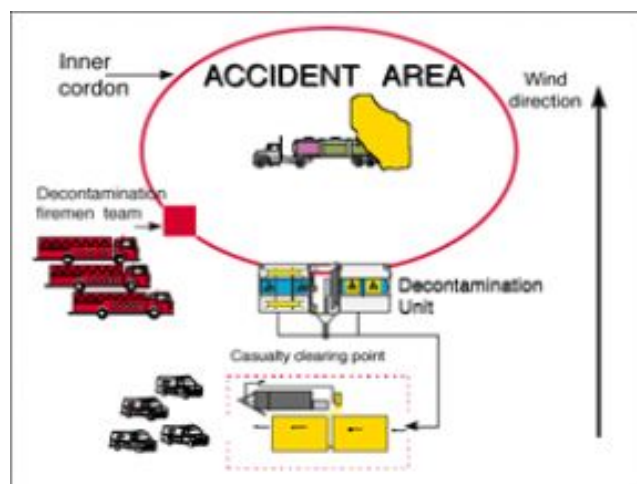 Inner
cordon
ACCIDENT AREA
Wind
direction
Decontamination
firemen team
Decontamination
Unit
Casualty clearing point